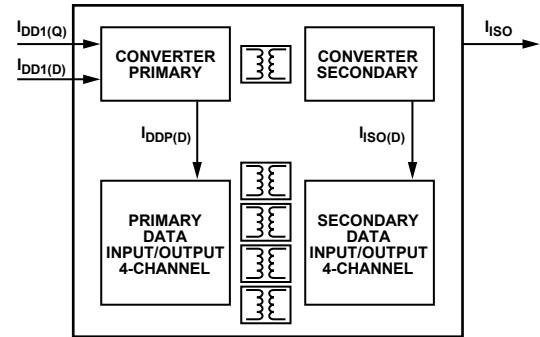 IDD1(Q)
IDD1(D)
CONVERTER
PRIMARY
CONVERTER
SECONDARY
IISO
IDDP(D)
IISO(D)
PRIMARY
DATA
INPUT/OUTPUT
4-CHANNEL
SECONDARY
DATA
INPUT/OUTPUT
4-CHANNEL